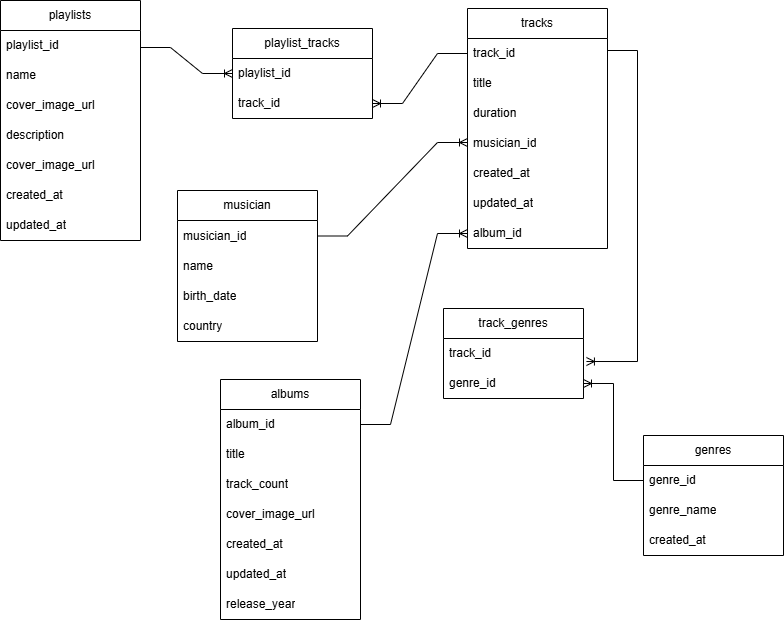 playlists
playlist_id
name
cover_image_url
description
cover_image_url
created_at
updated_at
playlist_tracks
playlist_id
track_id
tracks
track_id
title
duration
musician_id
created_at
updated_at
album_id
musician
musician_id
name
birth_date
country
track_genres
track_id
genre_id
albums
album_id
title
track_count
cover_image_url
created_at
updated_at
release_year
genres
genre_id
genre_name
created_at